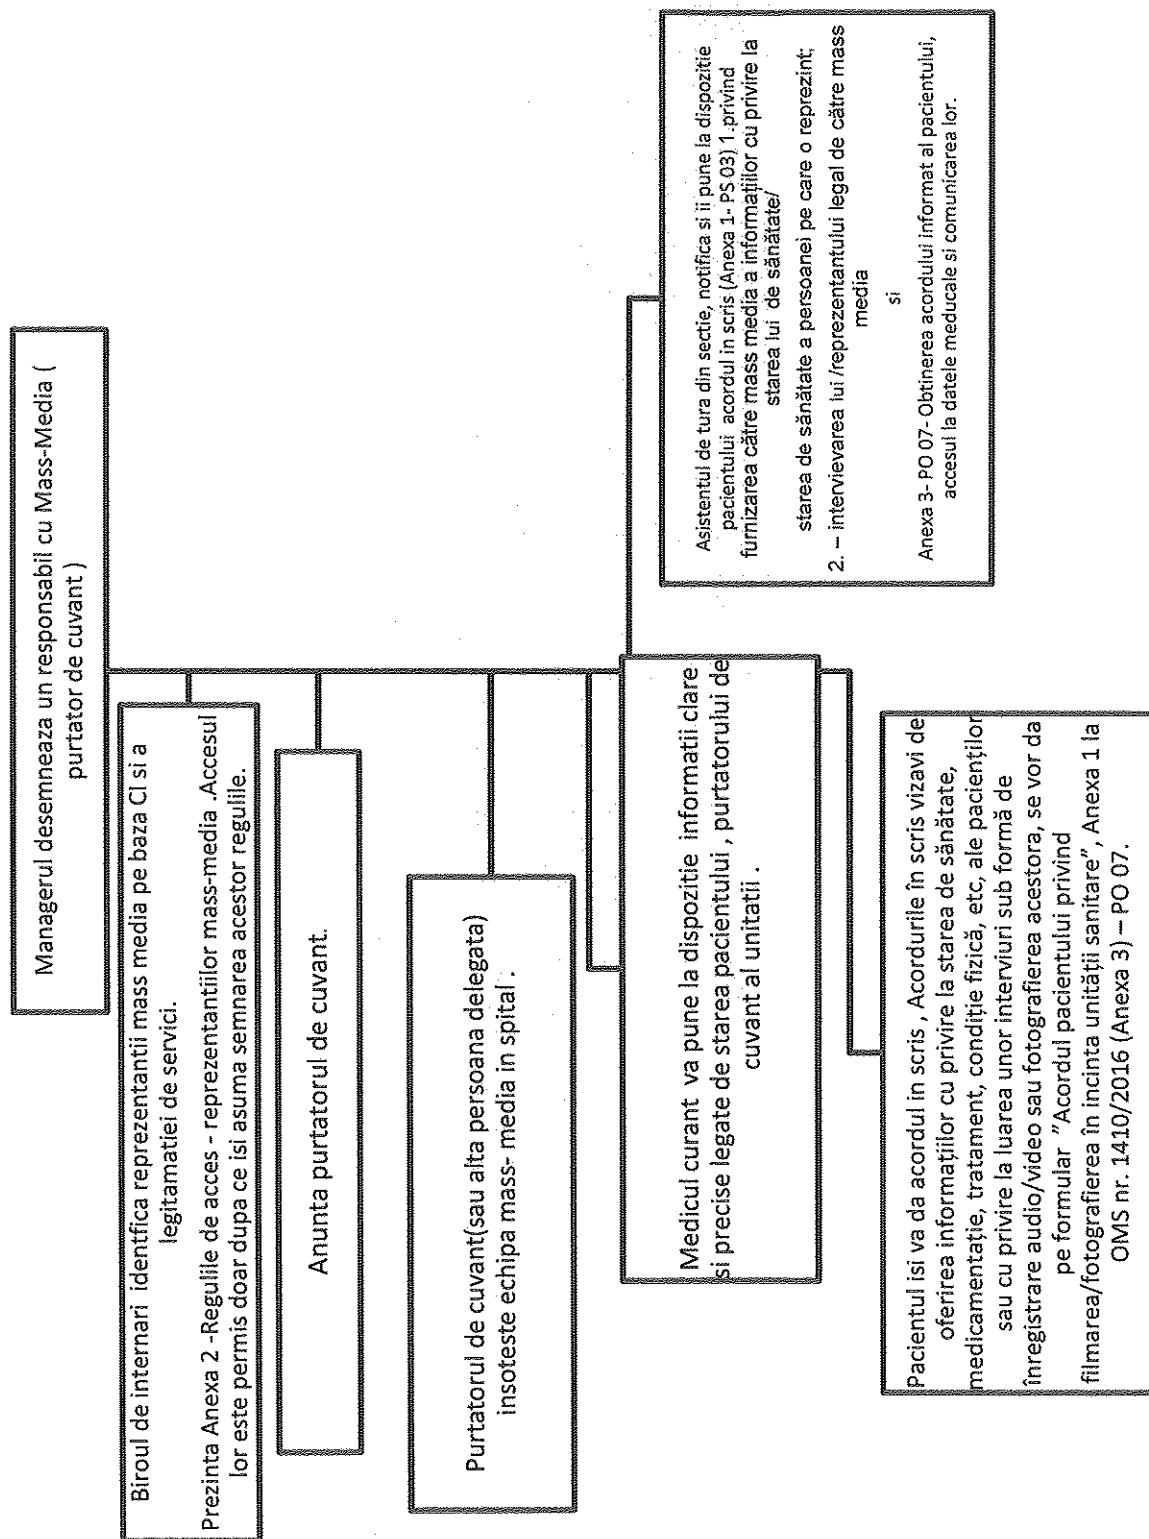 Managerul desemneaza un responsabil cu Mass-Media (
purtator de cuvant )
Biroul de internari  identfica reprezentantii mass media pe baza CI si a
legitamatiei de servici.
Prezinta Anexa 2 -Regulile de acces - reprezentantiilor mass-media .Accesul
lor este permis doar dupa ce isi asuma semnarea acestor regulile.
Anunta purtatorul de cuvant.
Purtatorul de cuvant(sau alta persoana delegata)
insoteste echipa mass- media in spital .
Medicul curant  va pune la dispozitie  informatii clare
si precise legate de starea pacientului , purtatorului de
cuvant al unitatii .
Asistentul de tura din sectie, notifica si ii pune la dispozitie
pacientului  acordul in scris (Anexa 1- PS 03) 1.privind
furnizarea către mass media a informațiilor cu privire la
starea lui  de sănătate/
starea de sănătate a persoanei pe care o reprezint;
2. – intervievarea lui /reprezentantului legal de către mass
media
si
Anexa 3- PO 07- Obtinerea acordului informat al pacientului,
accesul la datele meducale si comunicarea lor.
Pacientul isi va da acordul in scris , Acordurile în scris vizavi de
oferirea informațiilor cu privire la starea de sănătate,
medicamentație, tratament, condiție fizică, etc, ale pacienților
sau cu privire la luarea unor interviuri sub formă de
înregistrare audio/video sau fotografierea acestora, se vor da
pe formular  "Acordul pacientului privind
filmarea/fotografierea în incinta unității sanitare", Anexa 1 la
OMS nr. 1410/2016 (Anexa 3) – PO 07.